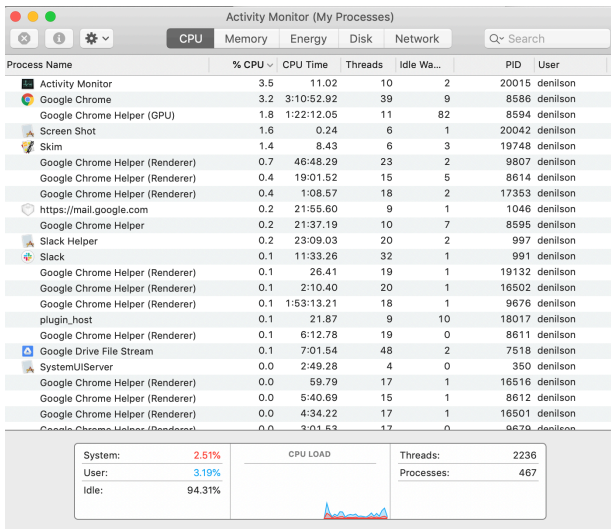 Activity Monitor (My Processes)
CPU Memory Energy Disk Network Search
Process Name % CPU CPU Time Threads Idle Wa... PID User
Activity Monitor 3.5 11.02 10 2 20015 denilson
Google Chrome 3.2 3:10:52.92 39 9 8586 denilson
Google Chrome Helper (GPU) 1.8 1:22:12.05 11 82 8594 denilson
Screen Shot 1.6 0.24 6 1 20042 denilson
Skim 1.4 8.43 6 3 19748 denilson
Google Chrome Helper (Renderer) 0.7 46:48.29 23 2 9807 denilson
Google Chrome Helper (Renderer) 0.4 19:01.52 15 5 8614 denilson
Google Chrome Helper (Renderer) 0.4 1:08.57 18 2 17353 denilson
https://mail.google.com 0.2 21:55.60 9 1 1046 denilson
Google Chrome Helper 0.2 21:37.19 10 7 8595 denilson
Slack Helper 0.2 23:09.03 20 2 997 denilson
Slack 0.1 11:33.26 32 1 991 denilson
Google Chrome Helper (Renderer) 0.1 26.41 19 1 19132 denilson
Google Chrome Helper (Renderer) 0.1 2:10.40 20 1 16502 denilson
Google Chrome Helper (Renderer) 0.1 1:53:13.21 18 1 9676 denilson
plugin_host 0.1 21.87 9 10 18017 denilson
Google Chrome Helper (Renderer) 0.1 6:12.78 19 0 8611 denilson
Google Drive File Stream 0.1 7:01.54 48 2 7518 denilson
SystemUIServer 0.0 2:49.28 4 0 350 denilson
Google Chrome Helper (Renderer) 0.0 59.79 17 1 16516 denilson
Google Chrome Helper (Renderer) 0.0 5:40.69 15 1 8612 denilson
Google Chrome Helper (Renderer) 0.0 4:34.22 17 1 16501 denilson
Google Chrome Helper (Renderer) 0.0 3:01.53 17 0 9679 denilson
System: 2.51% CPU LOAD Threads: 2236
User: 3.19% Processes: 467
Idle: 94.31%